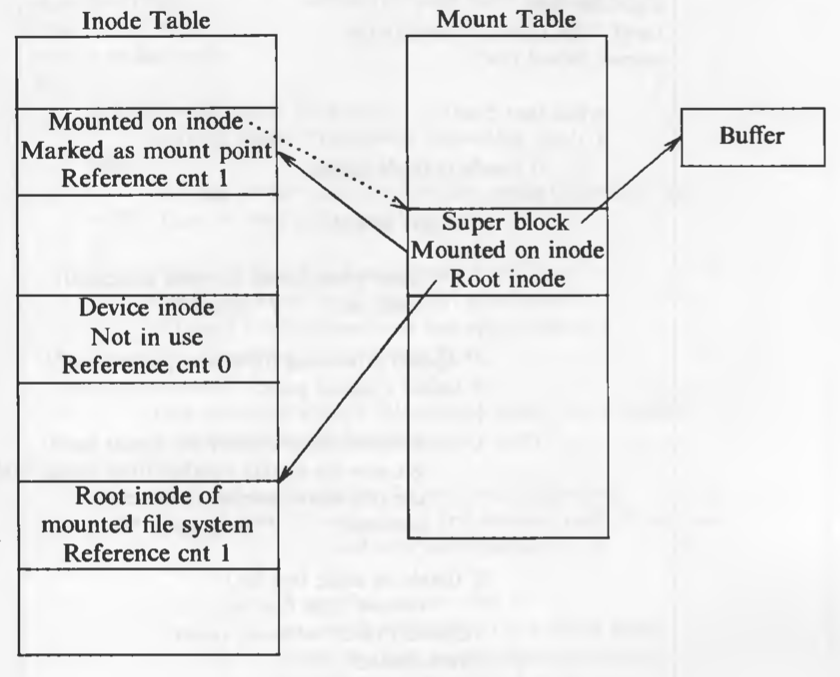 Inode Table
Mounted on inode
Marked as mount point
Reference cnt 1
Device inode
Not in use
Reference cnt 0
Root inode of
mounted file system
Reference cnt 1
Mount Table
Super block
Mounted on inode
Root inode
Buffer